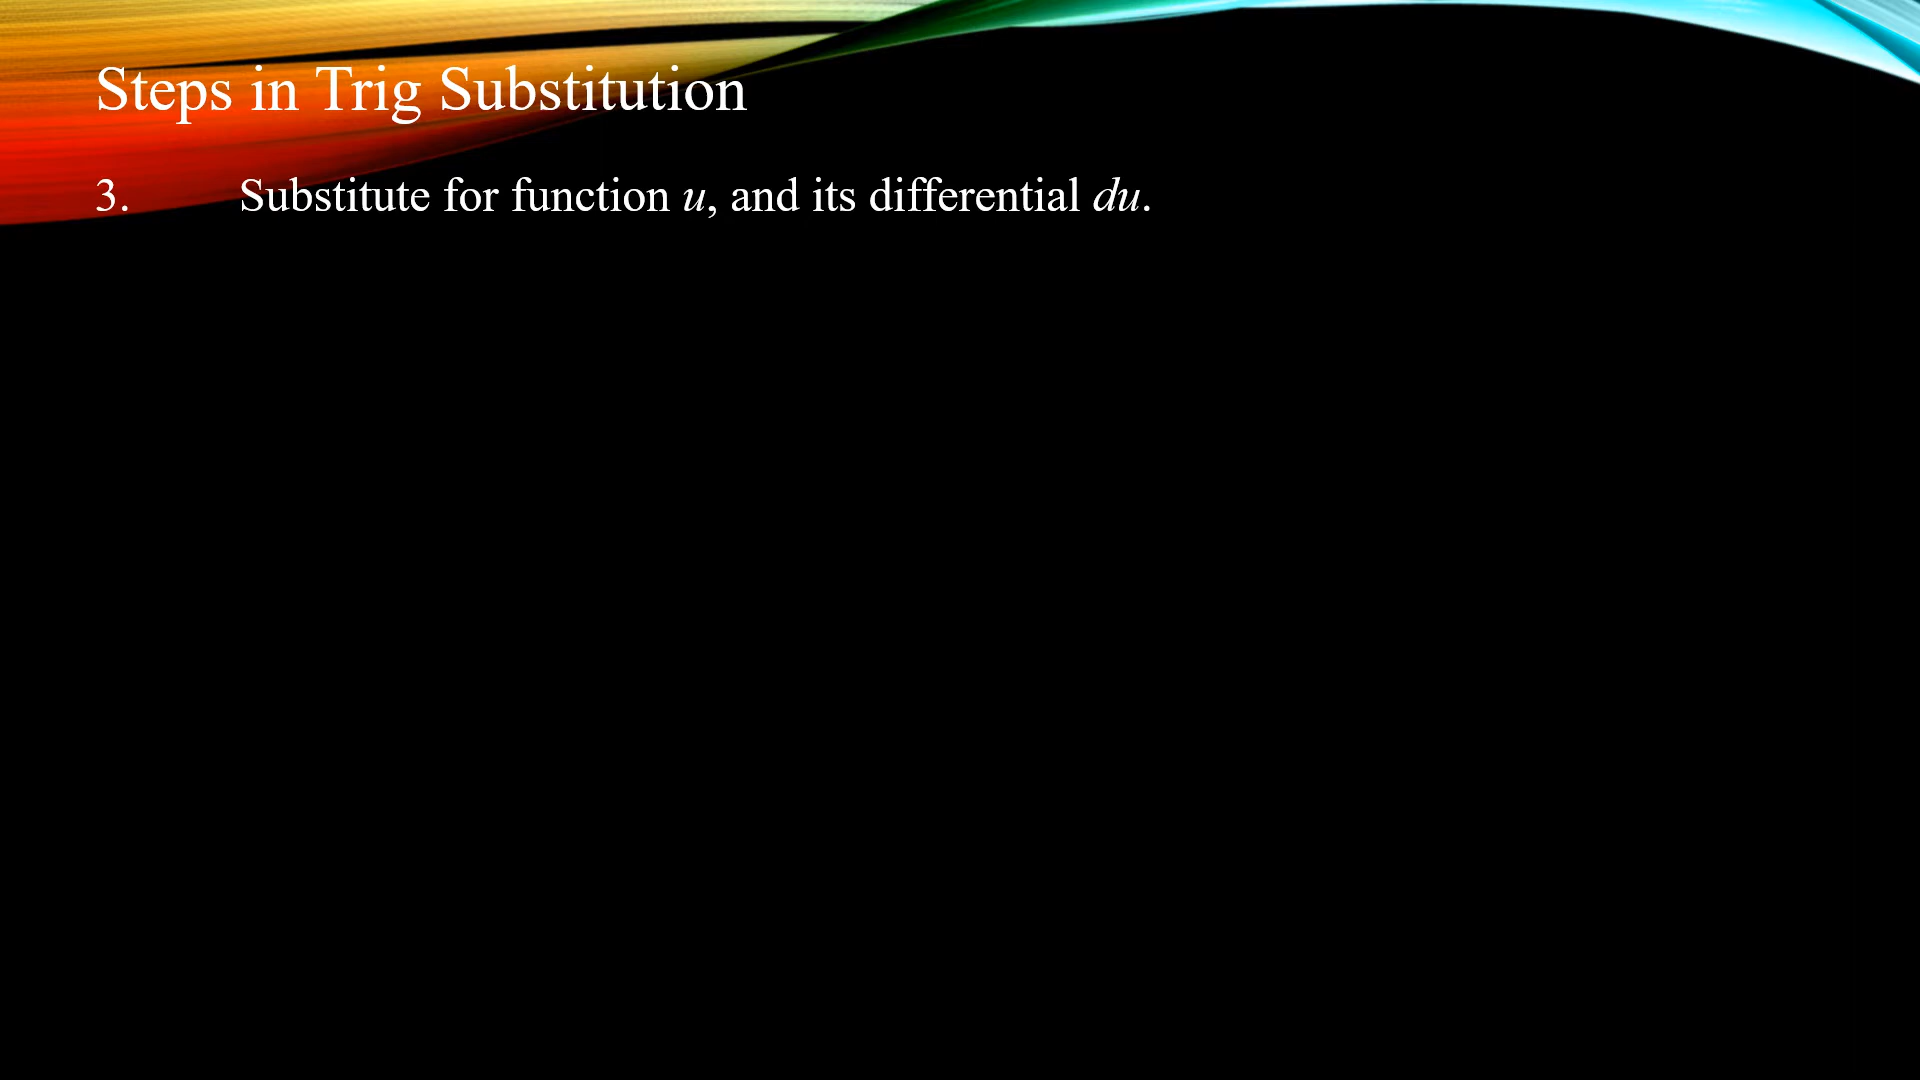 Steps in Trig Substitution
3. Substitute for function u, and its differential du.